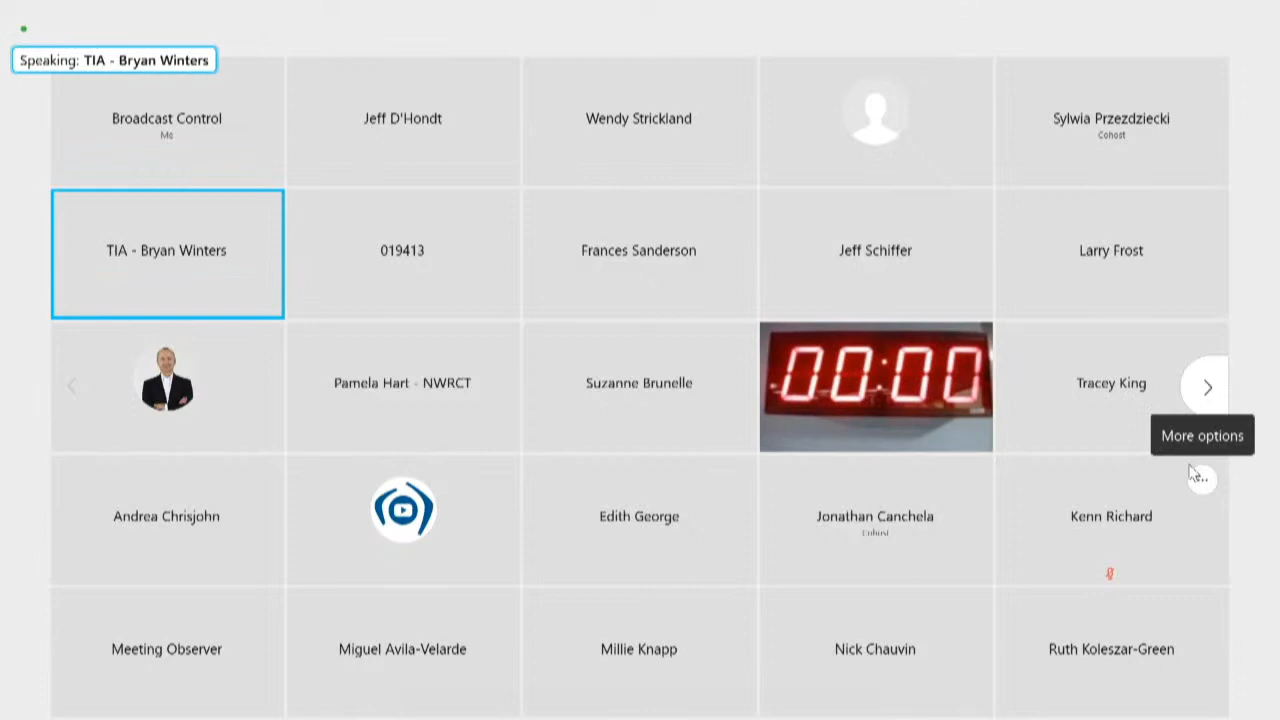 Speaking: TIA - Bryan Winters
Broadcast Control
Me
Jeff D'Hondt
Wendy Strickland
Sylwia Przezdziecki
Cohost
TIA - Bryan Winters
019413
Frances Sanderson
Jeff Schiffer
Larry Frost
Pamela Hart - NWRCT
Suzanne Brunelle
00:00
Tracey King
More options
Andrea Chrisjohn
Edith George
Jonathan Canchela
Cohost
Kenn Richard
Meeting Observer
Miguel Avila-Velarde
Millie Knapp
Nick Chauvin
Ruth Koleszar-Green